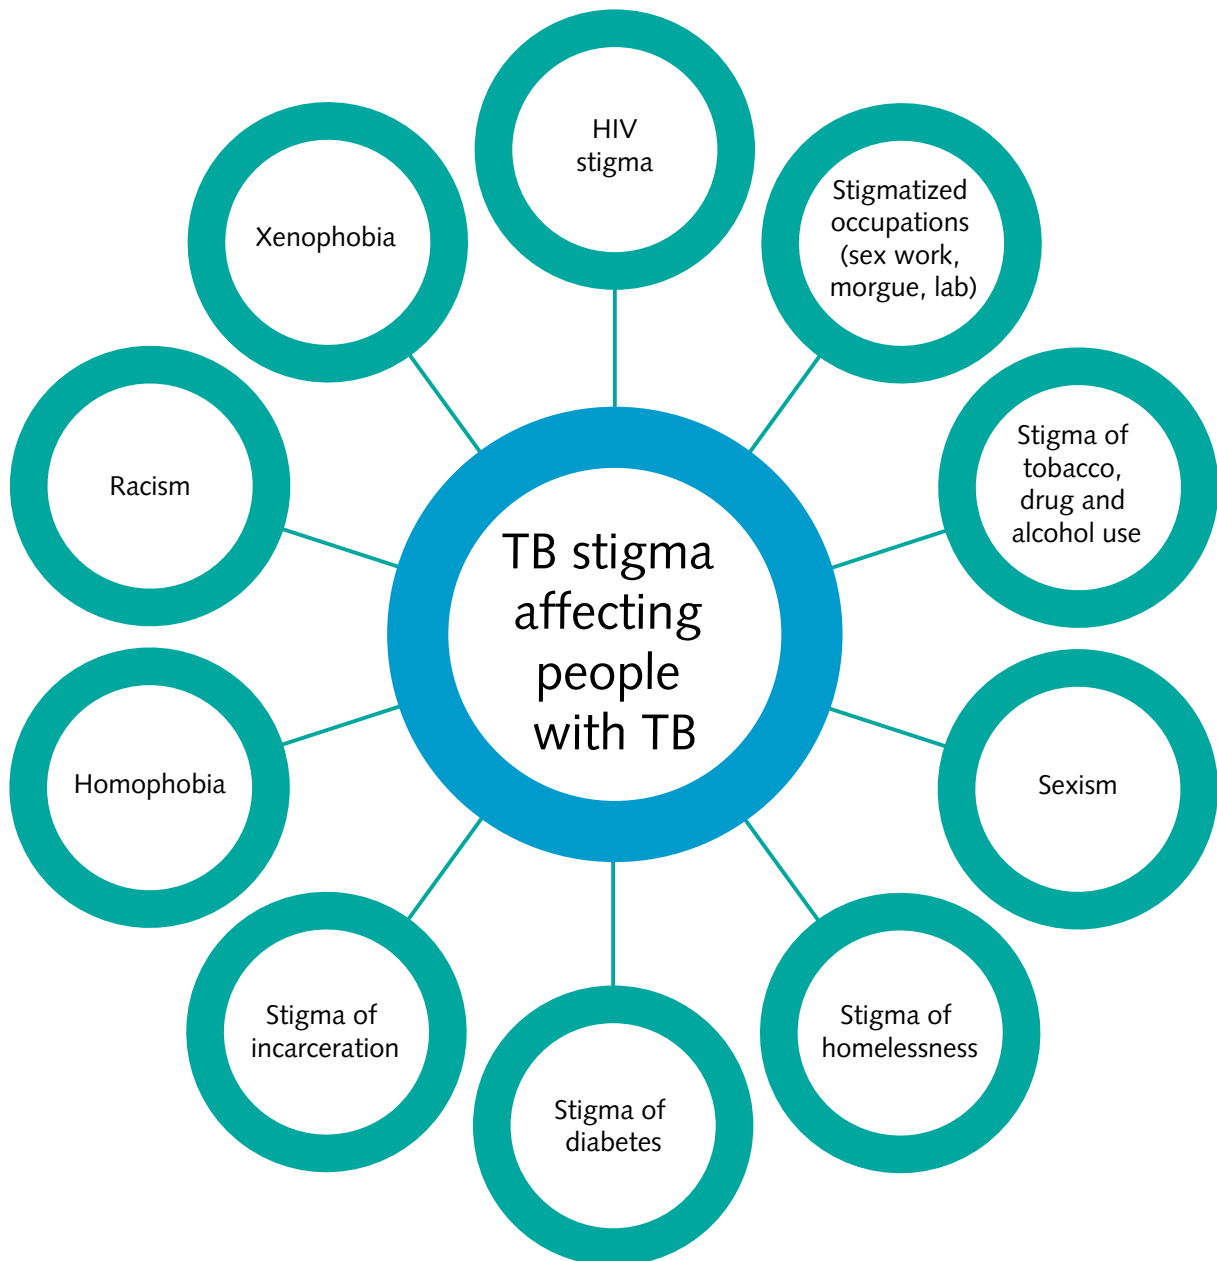 HIV
stigma
Stigmatized
occupations
(sex work,
morgue, lab)
Stigma of
tobacco,
drug and
alcohol use
Sexism
Stigma of
homelessness
Stigma of
diabetes
Stigma of
incarceration
Homophobia
Racism
Xenophobia
TB stigma
affecting
people
with TB